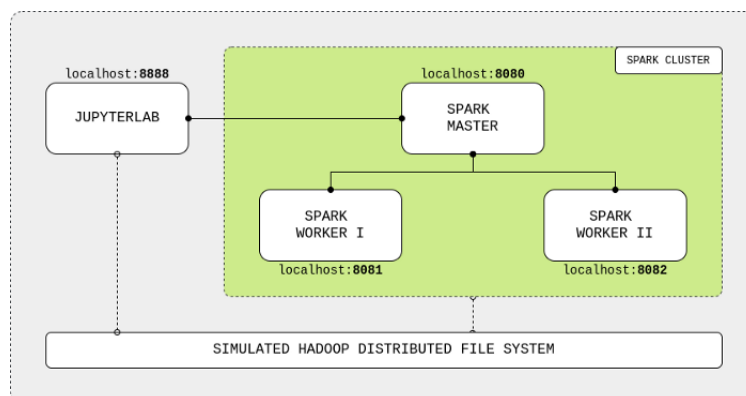 SPARK CLUSTER
localhost:8888
localhost:8080
JUPYTERLAB
SPARK
MASTER
SPARK
WORKER I
SPARK
WORKER II
localhost:8081
localhost:8082
SIMULATED HADOOP DISTRIBUTED FILE SYSTEM